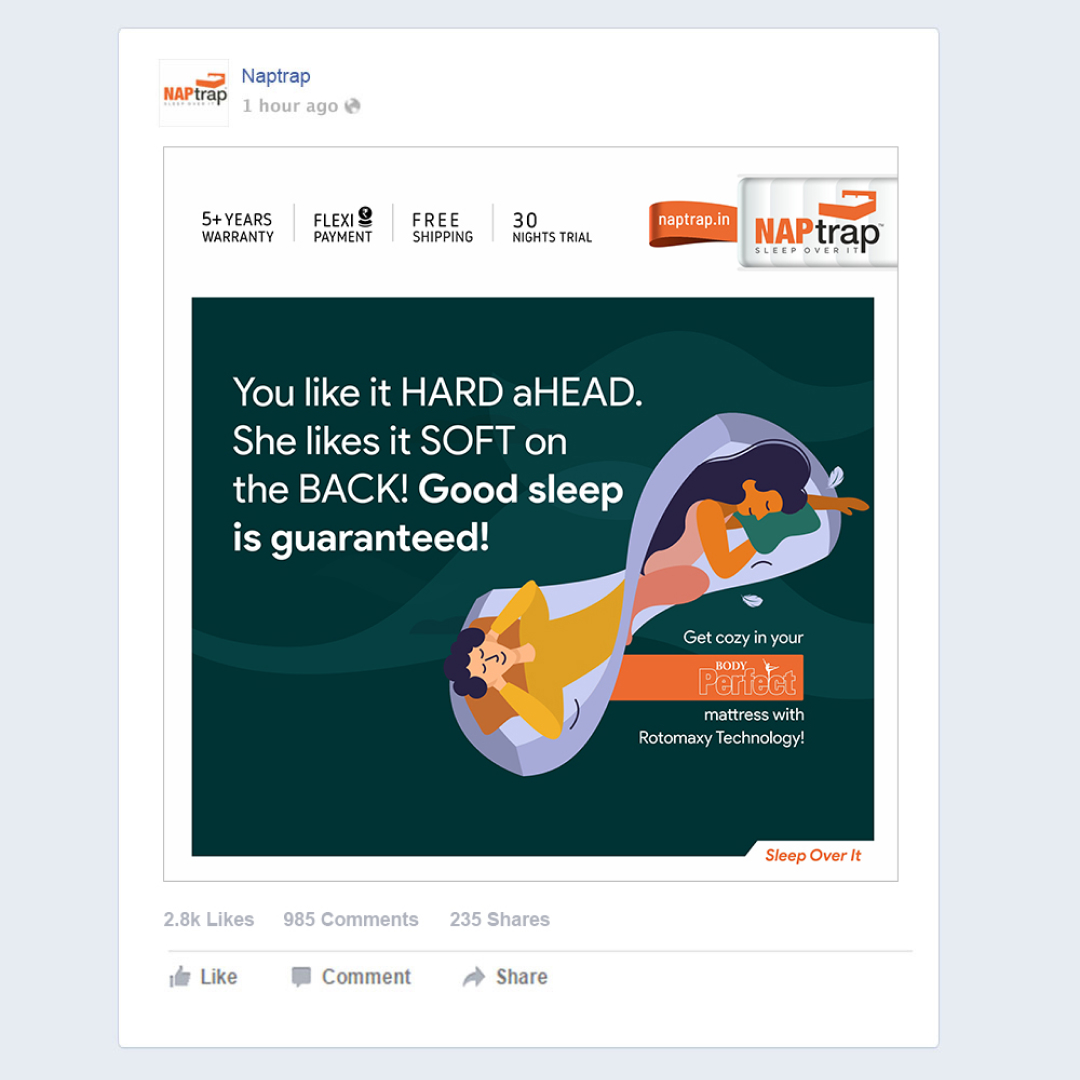 Naptrap
NAPtrap
SLEEP OVER IT
1 hour ago
5+ YEARS
WARRANTY
FLEXI ₹
PAYMENT
FREE
SHIPPING
30
NIGHTS TRIAL
naptrap.in
NAPtrap™
SLEEP OVER IT
You like it HARD aHEAD.
She likes it SOFT on
the BACK! Good sleep
is guaranteed!
Get cozy in your
BODY
Perfect
mattress with
Rotomaxy Technology!
Sleep Over It
2.8k Likes 985 Comments 235 Shares
Like Comment Share